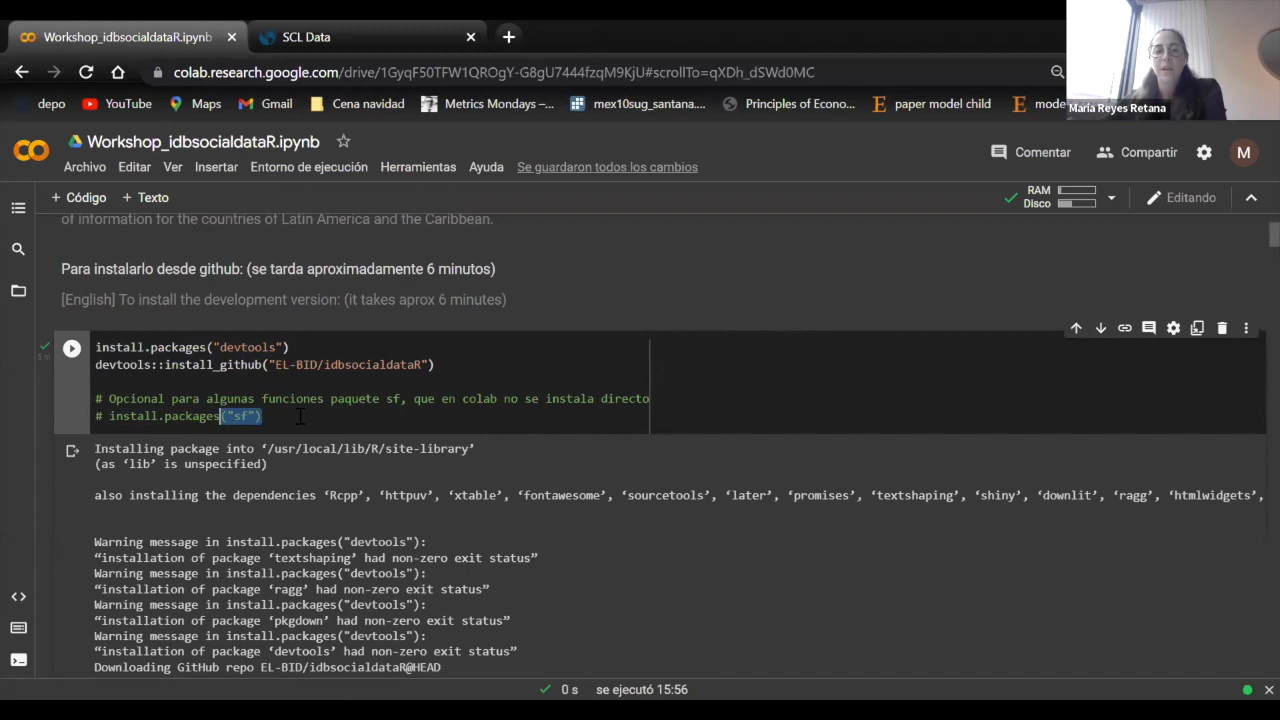 Workshop_idbsocialdataR.ipynb
SCL Data
colab.research.google.com/drive/1GyqF50TFW1QROgY-G8gU7444fzqM9KjU#scrollTo=qXDh_dSWd0MC
depo YouTube Maps Gmail Cena navidad Metrics Mondays –... mex10sug_santana.... Principles of Econo... paper model child mode
María Reyes Retana
Workshop_idbsocialdataR.ipynb
Comentar Compartir M
Archivo Editar Ver Insertar Entorno de ejecución Herramientas Ayuda Se guardaron todos los cambios
+ Código + Texto
RAM
Disco
Editando
of information for the countries of Latin America and the Caribbean.
Para instalarlo desde github: (se tarda aproximadamente 6 minutos)
[English] To install the development version: (it takes aprox 6 minutes)
5 m
install.packages("devtools")
devtools::install_github("EL-BID/idbsocialdataR")
# Opcional para algunas funciones paquete sf, que en colab no se instala directo
# install.packages("sf")
Installing package into ‘/usr/local/lib/R/site-library’
(as ‘lib’ is unspecified)
also installing the dependencies ‘Rcpp’, ‘httpuv’, ‘xtable’, ‘fontawesome’, ‘sourcetools’, ‘later’, ‘promises’, ‘textshaping’, ‘shiny’, ‘downlit’, ‘ragg’, ‘htmlwidgets’,
Warning message in install.packages("devtools"):
“installation of package ‘textshaping’ had non-zero exit status”
Warning message in install.packages("devtools"):
“installation of package ‘ragg’ had non-zero exit status”
Warning message in install.packages("devtools"):
“installation of package ‘pkgdown’ had non-zero exit status”
Warning message in install.packages("devtools"):
“installation of package ‘devtools’ had non-zero exit status”
Downloading GitHub repo EL-BID/idbsocialdataR@HEAD
0 s se ejecutó 15:56